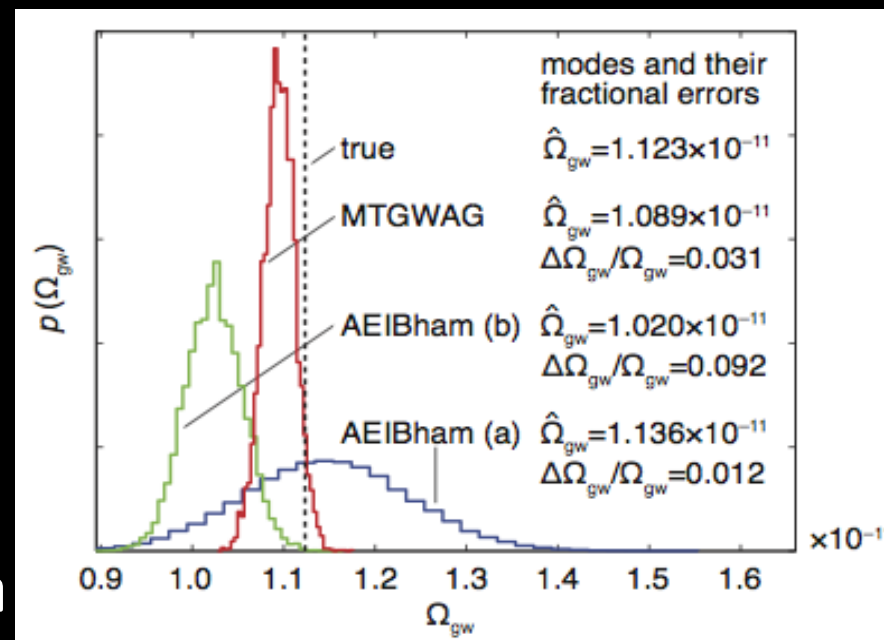 modes and their
fractional errors
true Ω̂gw=1.123×10⁻¹¹
MTGWAG Ω̂gw=1.089×10⁻¹¹
ΔΩgw/Ωgw=0.031
AEIBham (b) Ω̂gw=1.020×10⁻¹¹
ΔΩgw/Ωgw=0.092
AEIBham (a) Ω̂gw=1.136×10⁻¹¹
ΔΩgw/Ωgw=0.012
p(Ωgw)
×10⁻¹
0.9 1.0 1.1 1.2 1.3 1.4 1.5 1.6
Ωgw